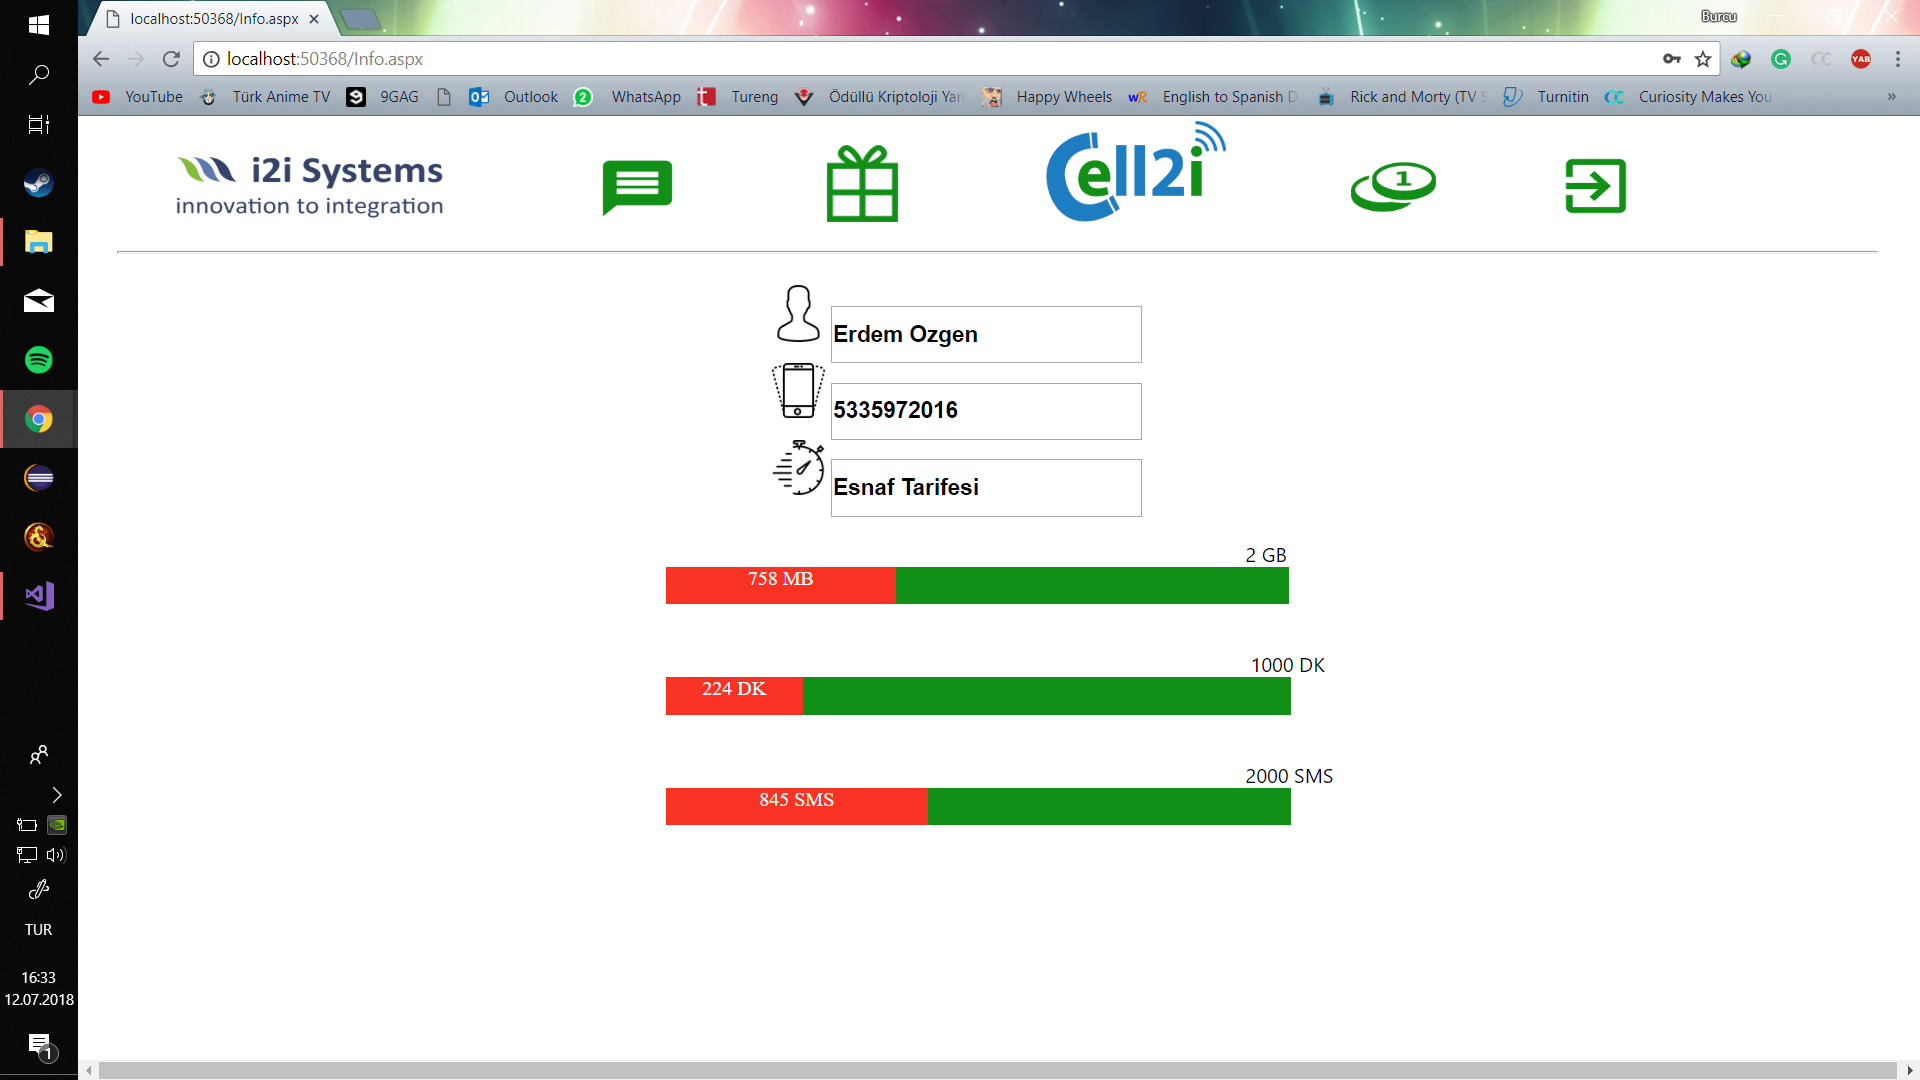 localhost:50368/Info.aspx
Burcu
localhost:50368/Info.aspx
YouTube Türk Anime TV 9GAG Outlook WhatsApp Tureng Ödüllü Kriptoloji Yar Happy Wheels English to Spanish D Rick and Morty (TV S Turnitin Curiosity Makes You »
i2i Systems
innovation to integration
Cell2i
1
Erdem Ozgen
5335972016
Esnaf Tarifesi
2 GB
758 MB
1000 DK
224 DK
2000 SMS
845 SMS
TUR
16:33
12.07.2018
1